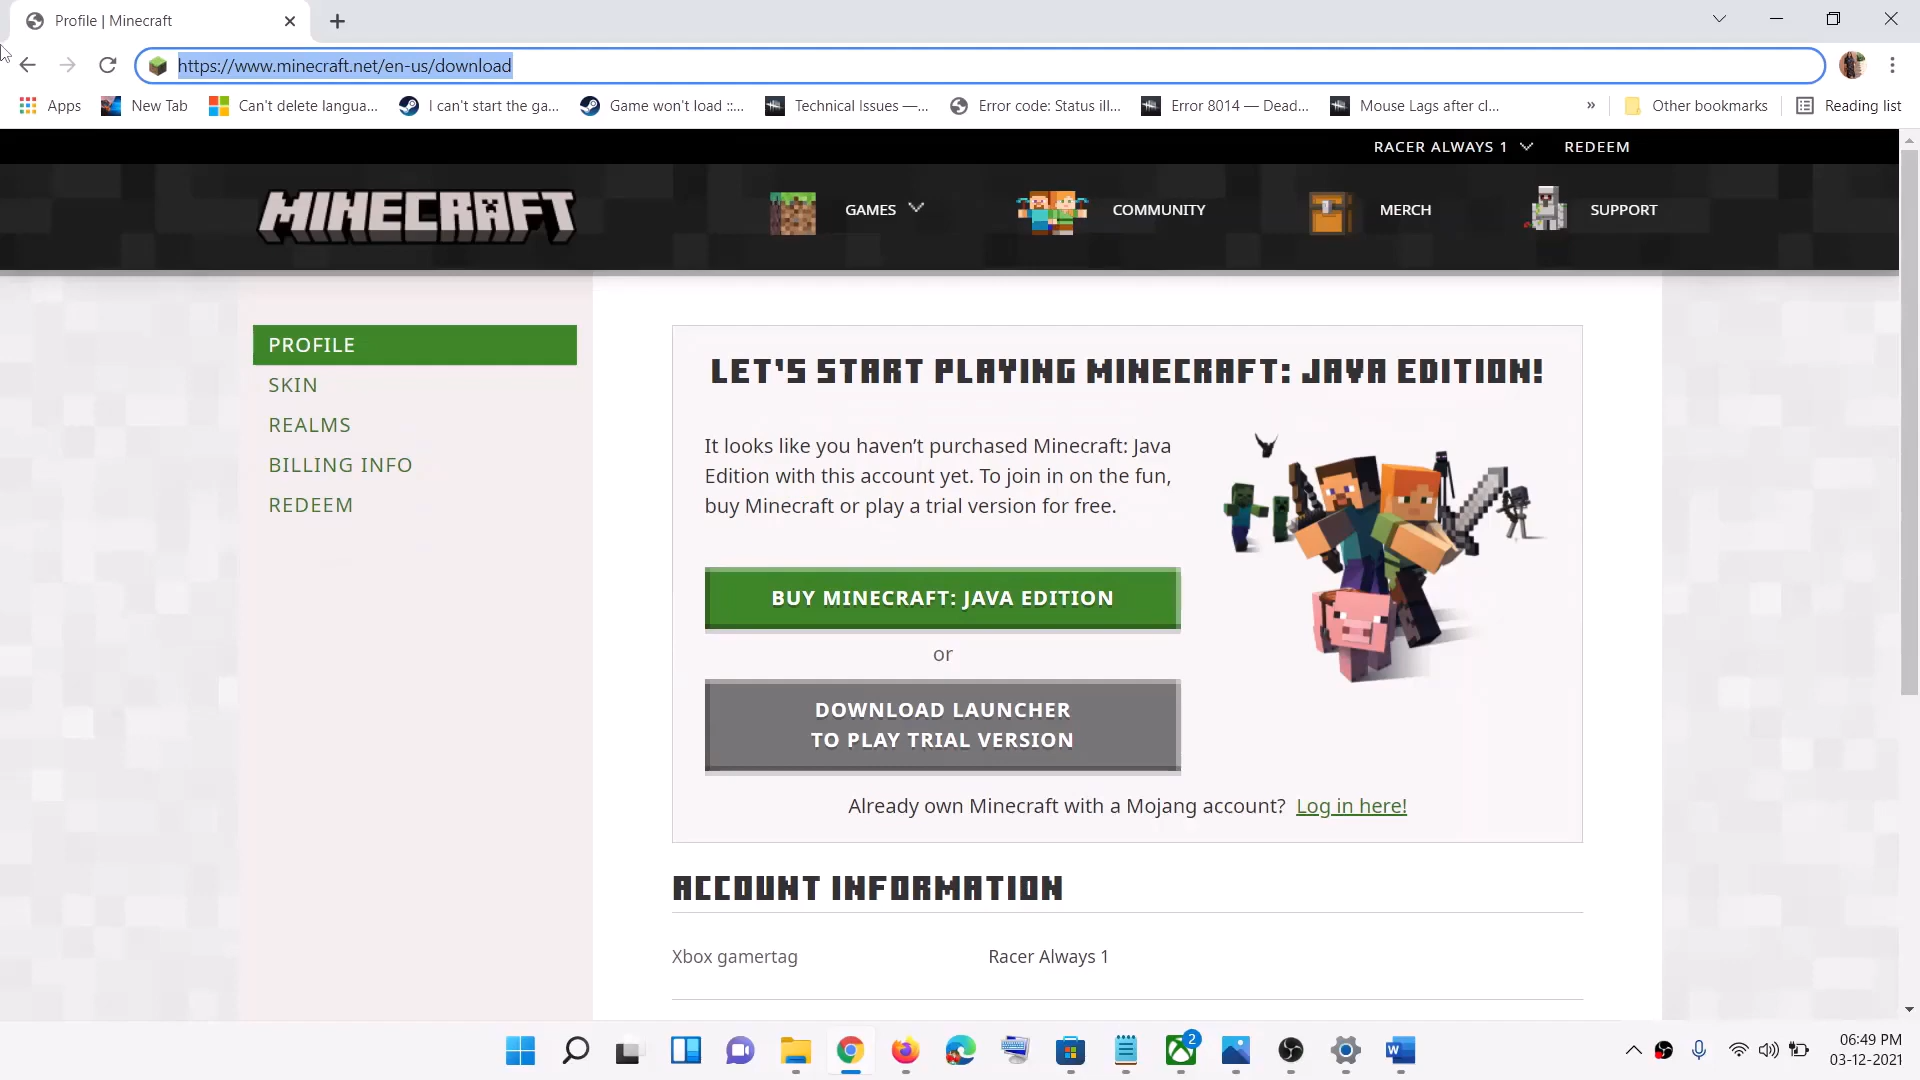 Profile | Minecraft
https://www.minecraft.net/en-us/download
Apps
New Tab
Can't delete langua...
I can't start the ga...
Game won't load ::...
Technical Issues —...
Error code: Status ill...
Error 8014 — Dead...
Mouse Lags after cl...
»
Other bookmarks
Reading list
RACER ALWAYS 1
REDEEM
MINECRAFT
GAMES
COMMUNITY
MERCH
SUPPORT
PROFILE
SKIN
REALMS
BILLING INFO
REDEEM
LET'S START PLAYING MINECRAFT: JAVA EDITION!
It looks like you haven't purchased Minecraft: Java
Edition with this account yet. To join in on the fun,
buy Minecraft or play a trial version for free.
BUY MINECRAFT: JAVA EDITION
or
DOWNLOAD LAUNCHER
TO PLAY TRIAL VERSION
Already own Minecraft with a Mojang account? Log in here!
ACCOUNT INFORMATION
Xbox gamertag
Racer Always 1
2
06:49 PM
03-12-2021